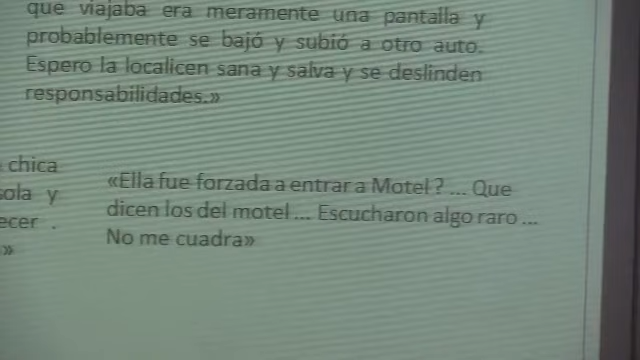 que viajaba era meramente una pantalla y
probablemente se bajó y subió a otro auto.
Espero la localicen sana y salva y se deslinden
responsabilidades.»
chica
sola y
ecer .
»
«Ella fue forzada a entrar a Motel ? ... Que
dicen los del motel ... Escucharon algo raro ...
No me cuadra»